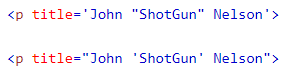 <p title='John "ShotGun" Nelson'>
<p title="John 'ShotGun' Nelson">